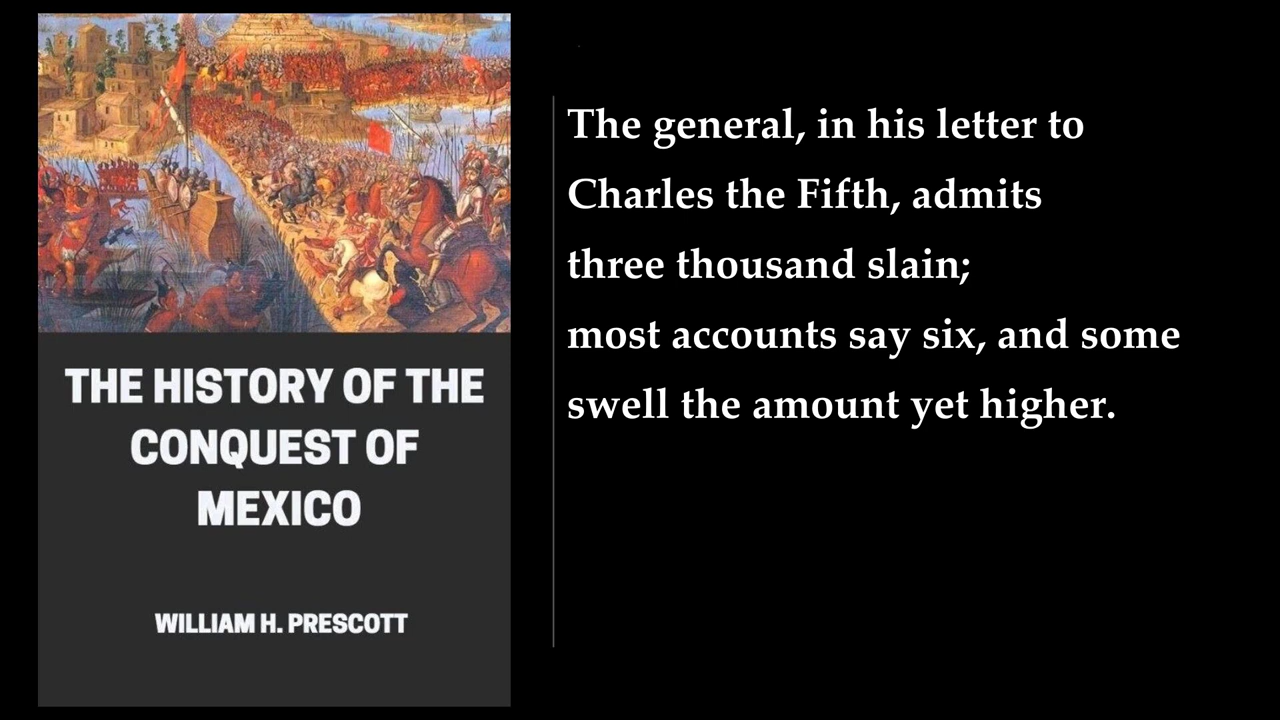 THE HISTORY OF THE
CONQUEST OF
MEXICO
WILLIAM H. PRESCOTT
The general, in his letter to
Charles the Fifth, admits
three thousand slain;
most accounts say six, and some
swell the amount yet higher.